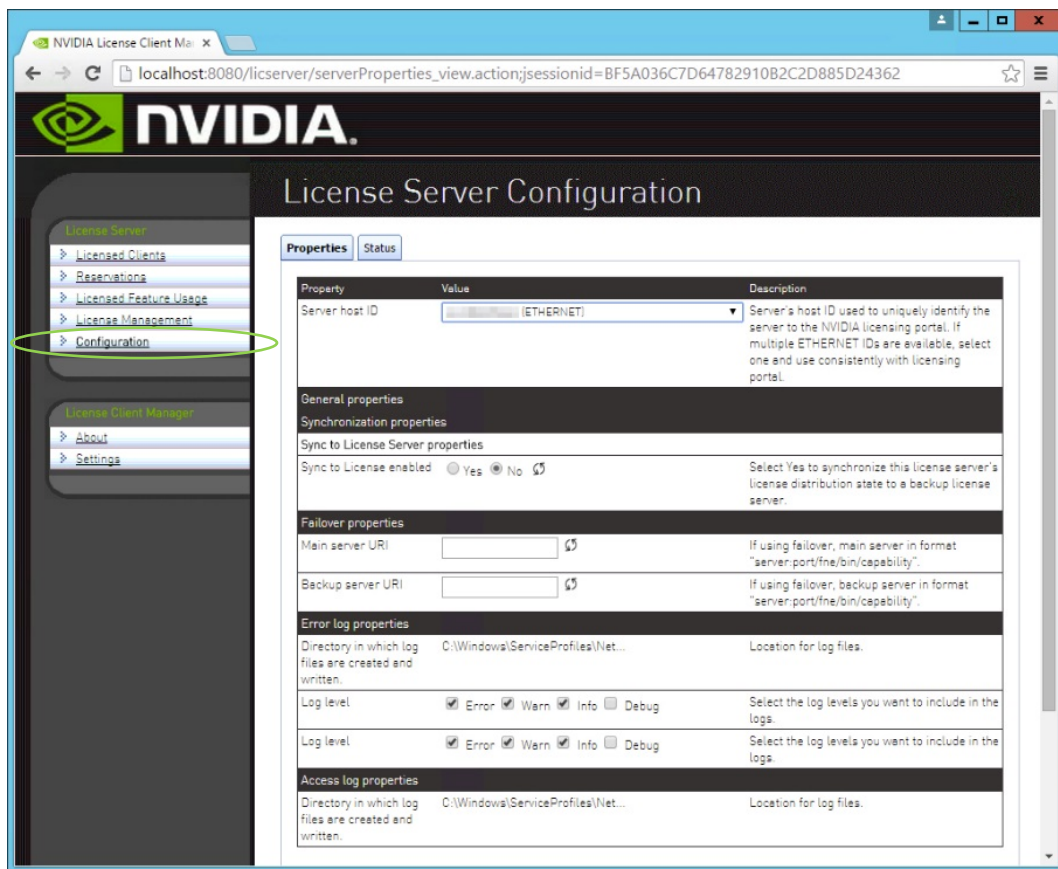 NVIDIA License Client Ma
localhost:8080/licserver/serverProperties_view.action;jsessionid=BF5A036C7D64782910B2C2D885D24362
NVIDIA.
License Server Configuration
License Server
Licensed Clients
Reservations
Licensed Feature Usage
License Management
Configuration
License Client Manager
About
Settings
Properties Status
Property Value Description
Server host ID (ETHERNET) Server's host ID used to uniquely identify the
server to the NVIDIA licensing portal. If
multiple ETHERNET IDs are available, select
one and use consistently with licensing
portal.
General properties
Synchronization properties
Sync to License Server properties
Sync to License enabled Yes No Select Yes to synchronize this license server's
license distribution state to a backup license
server.
Failover properties
Main server URI If using failover, main server in format
"server:port/fne/bin/capability".
Backup server URI If using failover, backup server in format
"server:port/fne/bin/capability".
Error log properties
Directory in which log C:\Windows\ServiceProfiles\Net... Location for log files.
files are created and
written.
Log level Error Warn Info Debug Select the log levels you want to include in the
logs.
Log level Error Warn Info Debug Select the log levels you want to include in the
logs.
Access log properties
Directory in which log C:\Windows\ServiceProfiles\Net... Location for log files.
files are created and
written.